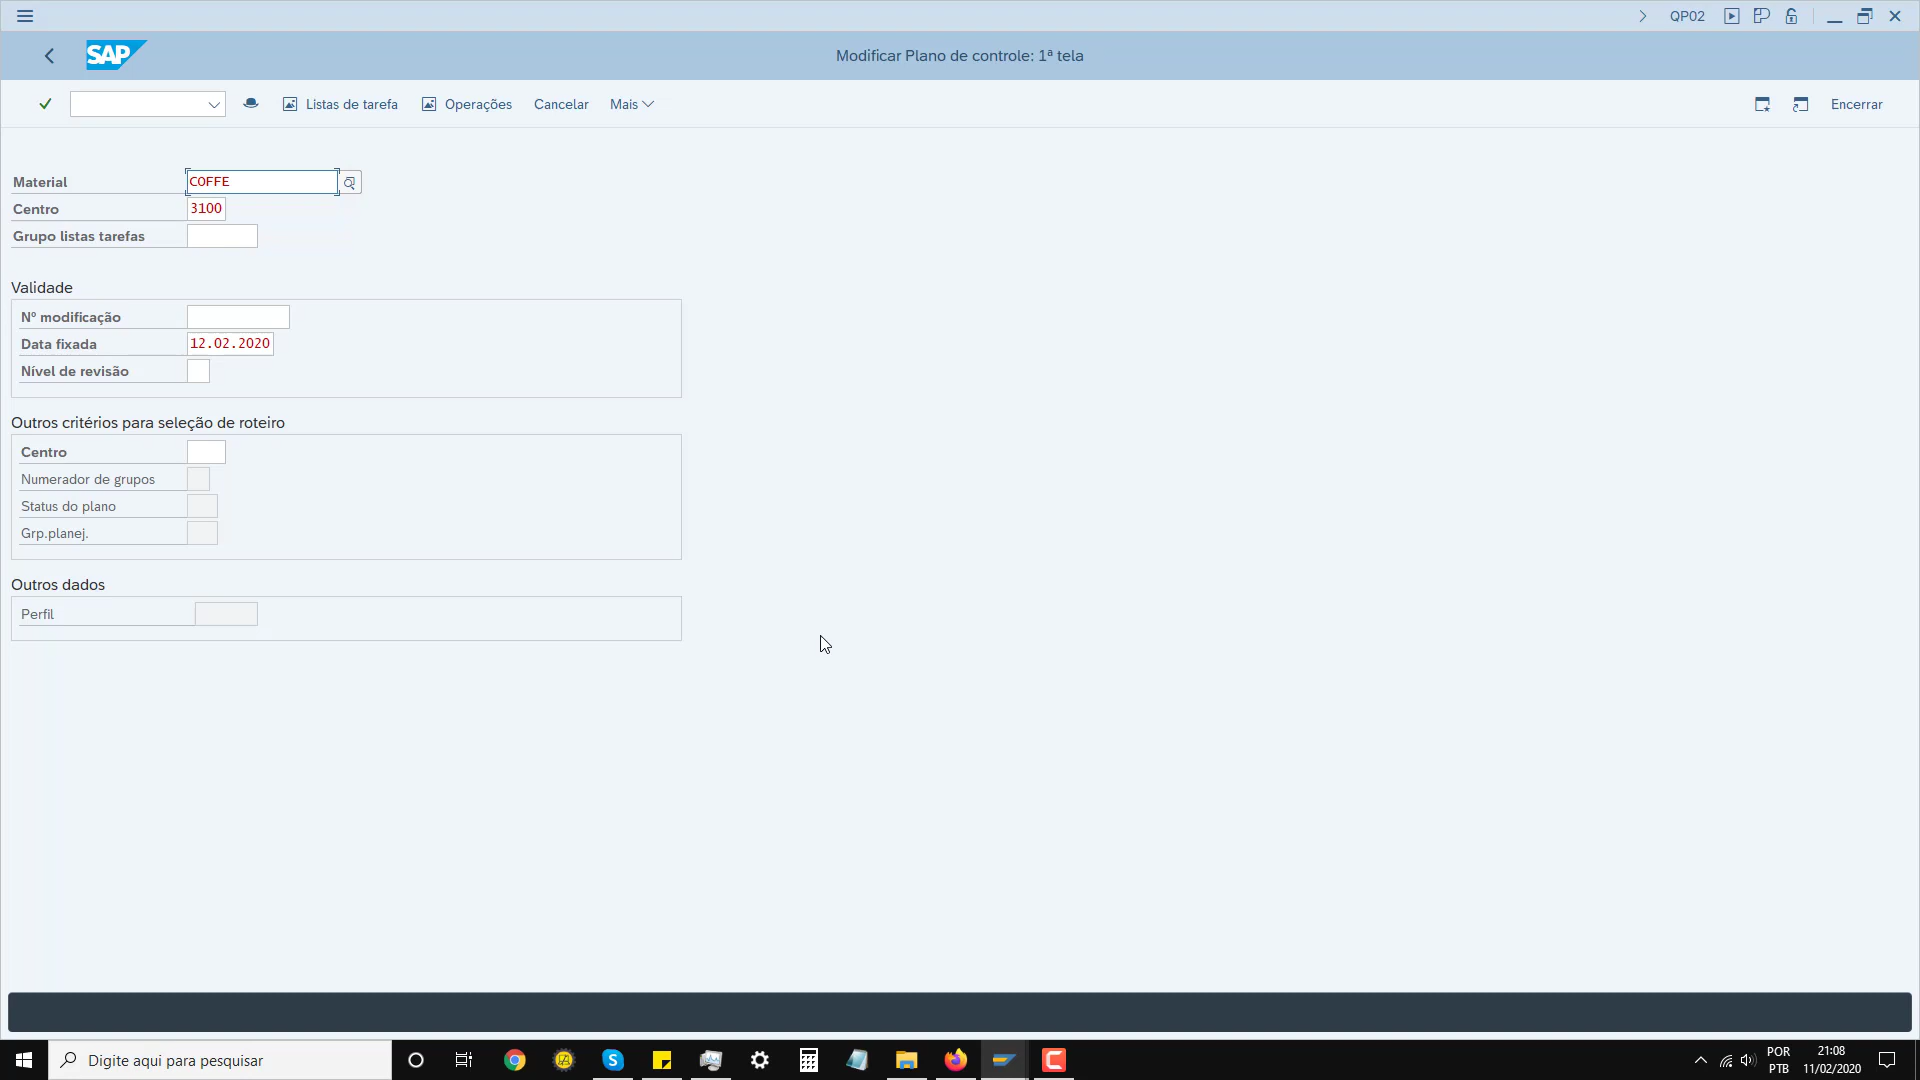 QP02
SAP
Modificar Plano de controle: 1ª tela
Listas de tarefa
Operações
Cancelar
Mais
Encerrar
Material COFFE
Centro 3100
Grupo listas tarefas
Validade
Nº modificação
Data fixada 12.02.2020
Nível de revisão
Outros critérios para seleção de roteiro
Centro
Numerador de grupos
Status do plano
Grp.planej.
Outros dados
Perfil
Digite aqui para pesquisar
POR
PTB
21:08
11/02/2020